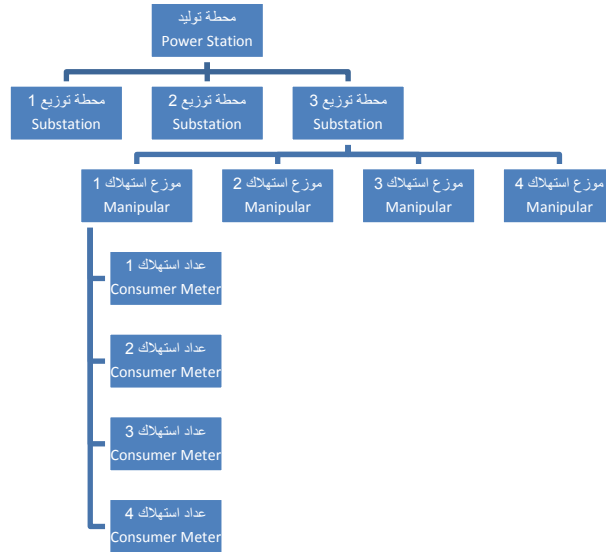 محطة توليد
Power Station
محطة توزيع 1
Substation
محطة توزيع 2
Substation
محطة توزيع 3
Substation
موزع استهلاك 1
Manipular
موزع استهلاك 2
Manipular
موزع استهلاك 3
Manipular
موزع استهلاك 4
Manipular
عداد استهلاك 1
Consumer Meter
عداد استهلاك 2
Consumer Meter
عداد استهلاك 3
Consumer Meter
عداد استهلاك 4
Consumer Meter